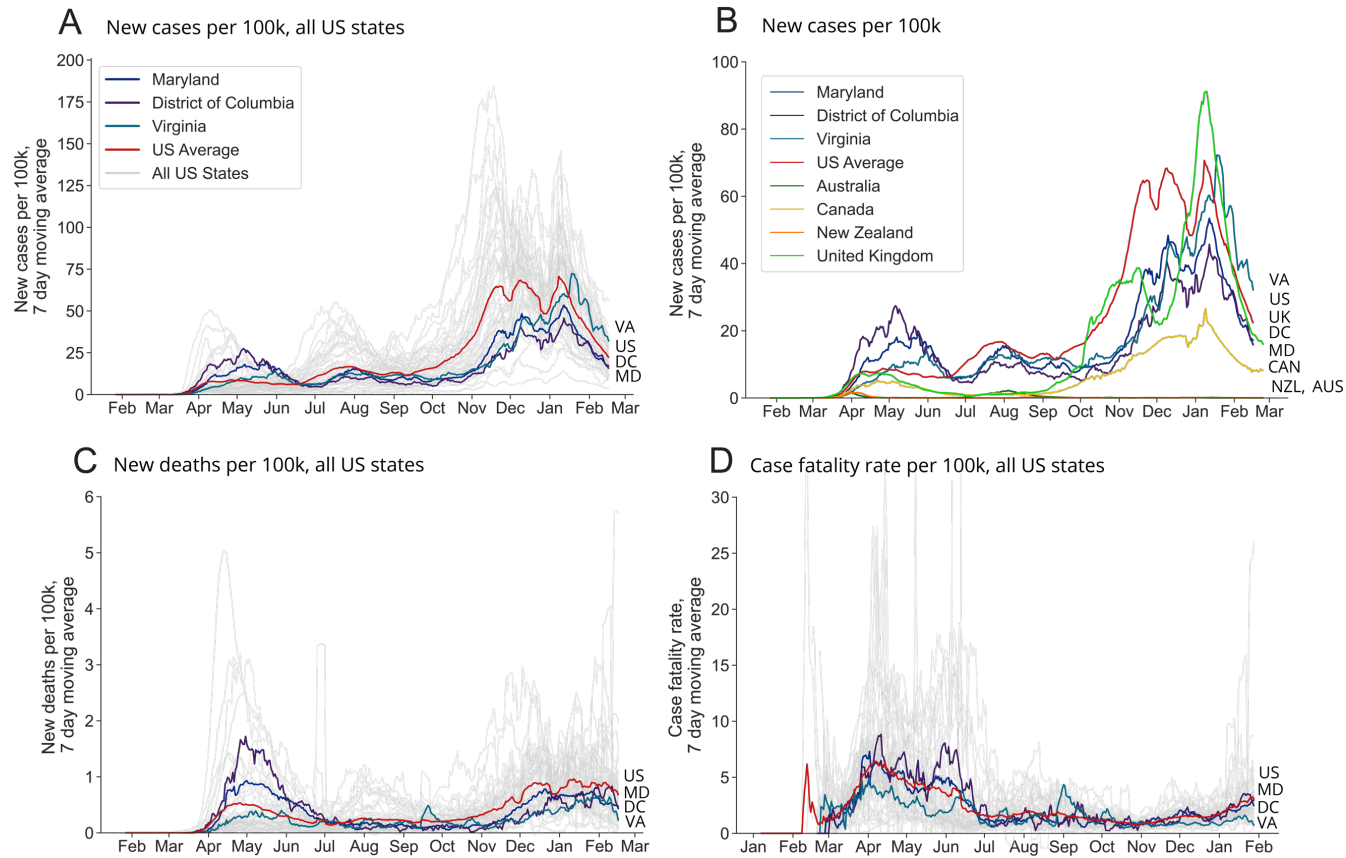 A New cases per 100k, all US states
New cases per 100k,
7 day moving average
200
175
150
125
100
75
50
25
0
Maryland
District of Columbia
Virginia
US Average
All US States
VA
US
DC
MD
Feb Mar Apr May Jun Jul Aug Sep Oct Nov Dec Jan Feb Mar
B New cases per 100k
New cases per 100k,
7 day moving average
100
80
60
40
20
0
Maryland
District of Columbia
Virginia
US Average
Australia
Canada
New Zealand
United Kingdom
VA
US
UK
DC
MD
CAN
NZL, AUS
Feb Mar Apr May Jun Jul Aug Sep Oct Nov Dec Jan Feb Mar
C New deaths per 100k, all US states
New deaths per 100k,
7 day moving average
6
5
4
3
2
1
0
US
MD
DC
VA
Feb Mar Apr May Jun Jul Aug Sep Oct Nov Dec Jan Feb Mar
D Case fatality rate per 100k, all US states
Case fatality rate,
7 day moving average
30
25
20
15
10
5
0
US
MD
DC
VA
Jan Feb Mar Apr May Jun Jul Aug Sep Oct Nov Dec Jan Feb